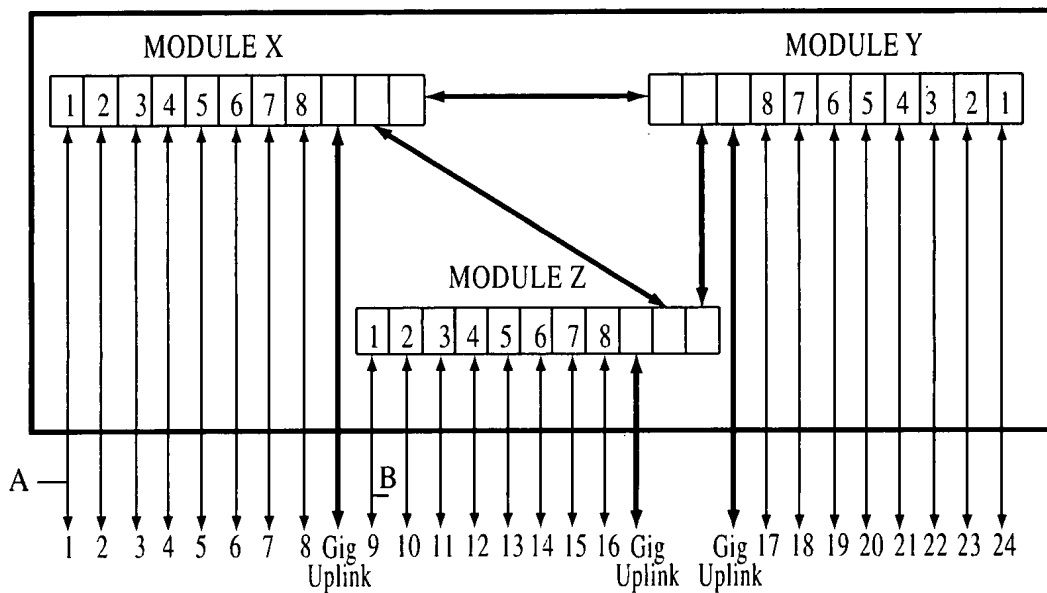 MODULE X
MODULE Y
1 2 3 4 5 6 7 8
8 7 6 5 4 3 2 1
MODULE Z
1 2 3 4 5 6 7 8
A
B
1 2 3 4 5 6 7 8 Gig Uplink 9 10 11 12 13 14 15 16 Gig Uplink Gig Uplink 17 18 19 20 21 22 23 24